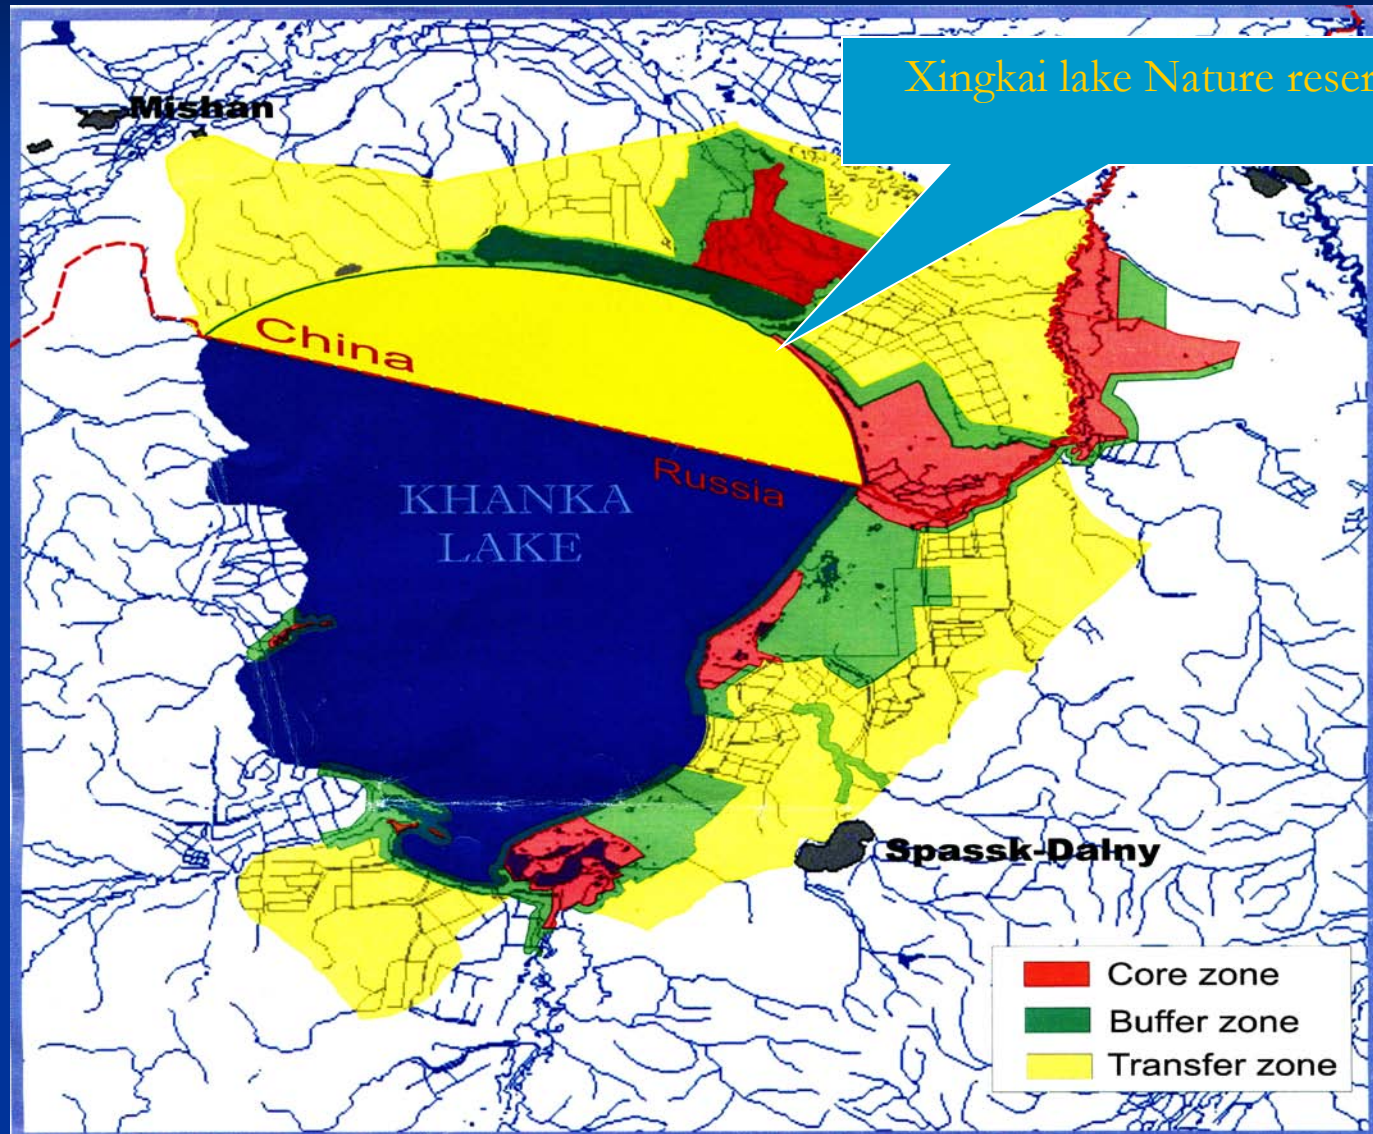 Xingkai lake Nature reser
Mishan
China
Russia
KHANKA
LAKE
Spassk-Dalny
Core zone
Buffer zone
Transfer zone